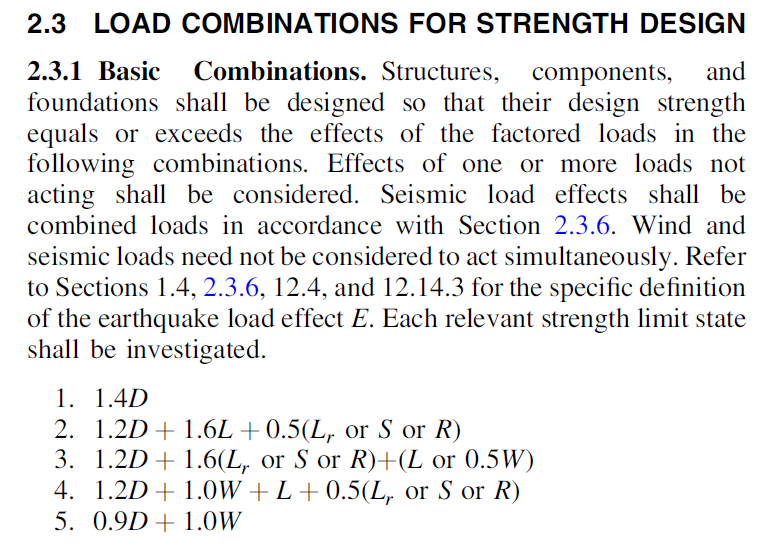 2.3 LOAD COMBINATIONS FOR STRENGTH DESIGN
2.3.1 Basic Combinations. Structures, components, and
foundations shall be designed so that their design strength
equals or exceeds the effects of the factored loads in the
following combinations. Effects of one or more loads not
acting shall be considered. Seismic load effects shall be
combined loads in accordance with Section 2.3.6. Wind and
seismic loads need not be considered to act simultaneously. Refer
to Sections 1.4, 2.3.6, 12.4, and 12.14.3 for the specific definition
of the earthquake load effect E. Each relevant strength limit state
shall be investigated.
1. 1.4D
2. 1.2D + 1.6L + 0.5(Lᵣ or S or R)
3. 1.2D + 1.6(Lᵣ or S or R)+(L or 0.5W)
4. 1.2D + 1.0W + L + 0.5(Lᵣ or S or R)
5. 0.9D + 1.0W